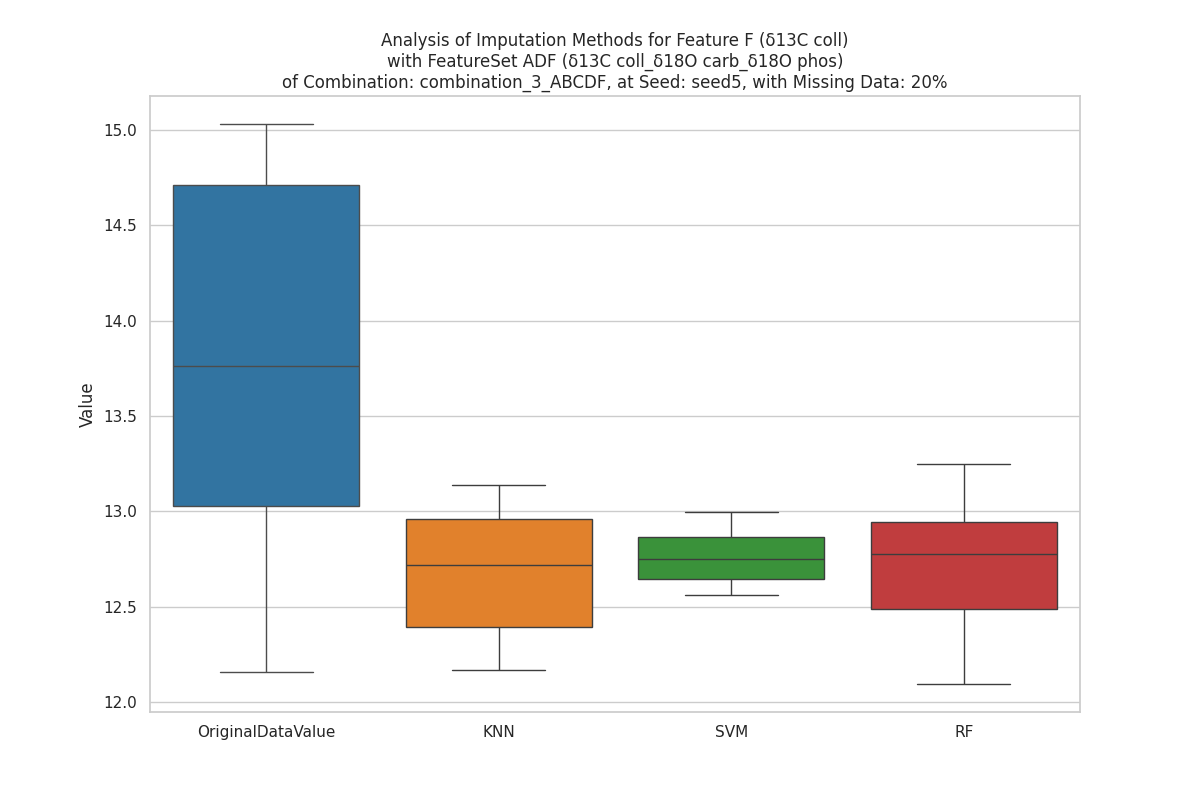 Analysis of Imputation Methods for Feature F (δ13C coll)
with FeatureSet ADF (δ13C coll_δ18O carb_δ18O phos)
of Combination: combination_3_ABCDF, at Seed: seed5, with Missing Data: 20%
Value
15.0
14.5
14.0
13.5
13.0
12.5
12.0
OriginalDataValue
KNN
SVM
RF